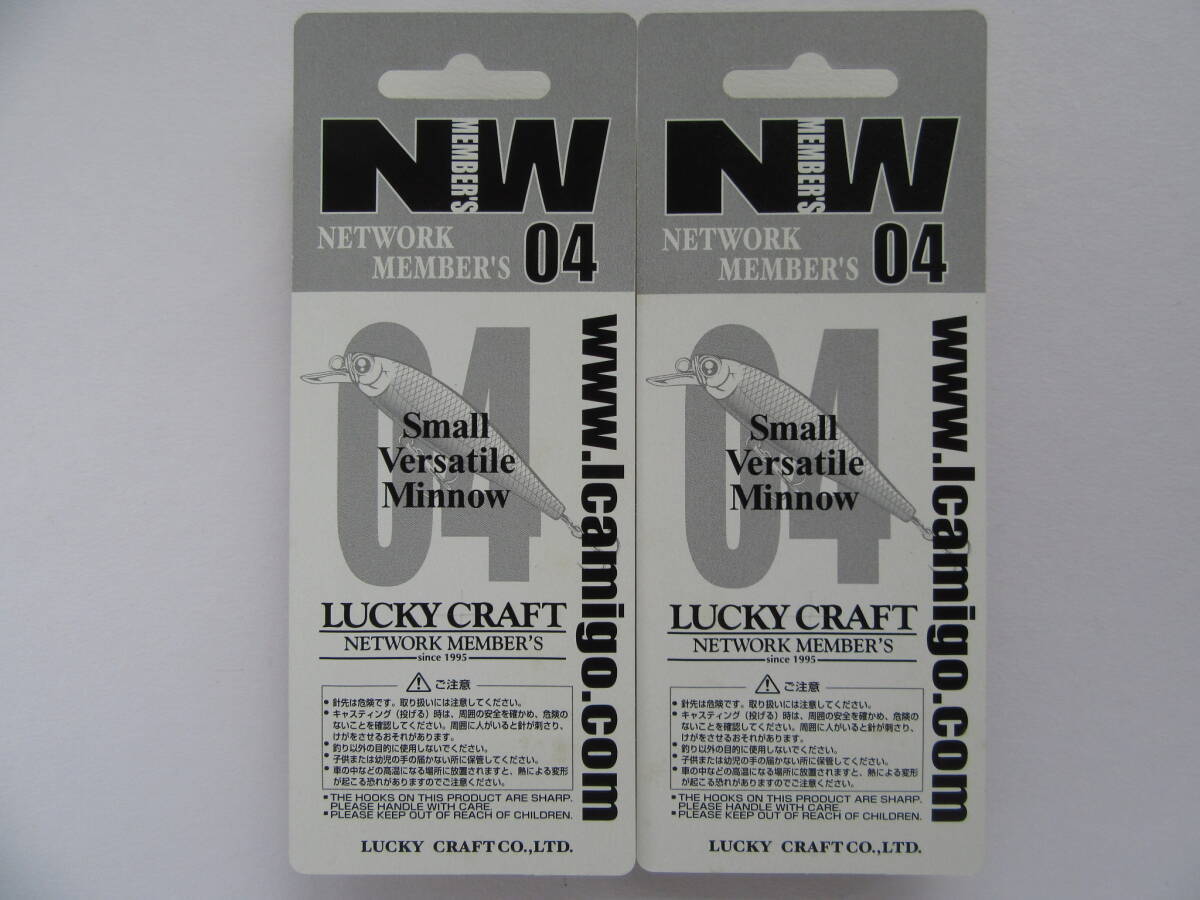 NW
MEMBER'S
NETWORK
MEMBER'S 04
04
Small
Versatile
Minnow
www.lcamigo.com
LUCKY CRAFT
NETWORK MEMBER'S
since 1995
ご注意
● 針先は危険です。取り扱いには注意してください。
● キャスティング（投げる）時は、周囲の安全を確かめ、危険の
ないことを確認してください。周囲に人がいると針が刺さり、
けがをさせるおそれがあります。
● 釣り以外の目的に使用しないでください。
● 子供または幼児の手の届かない所に保管してください。
● 車の中などの高温になる場所に放置されますと、熱による変形
が起こる恐れがありますのでご注意ください。
▪ THE HOOKS ON THIS PRODUCT ARE SHARP.
PLEASE HANDLE WITH CARE.
▪ PLEASE KEEP OUT OF REACH OF CHILDREN.
LUCKY CRAFT CO.,LTD.
NW
MEMBER'S
NETWORK
MEMBER'S 04
04
Small
Versatile
Minnow
www.lcamigo.com
LUCKY CRAFT
NETWORK MEMBER'S
since 1995
ご注意
● 針先は危険です。取り扱いには注意してください。
● キャスティング（投げる）時は、周囲の安全を確かめ、危険の
ないことを確認してください。周囲に人がいると針が刺さり、
けがをさせるおそれがあります。
● 釣り以外の目的に使用しないでください。
● 子供または幼児の手の届かない所に保管してください。
● 車の中などの高温になる場所に放置されますと、熱による変形
が起こる恐れがありますのでご注意ください。
▪ THE HOOKS ON THIS PRODUCT ARE SHARP.
PLEASE HANDLE WITH CARE.
▪ PLEASE KEEP OUT OF REACH OF CHILDREN.
LUCKY CRAFT CO.,LTD.